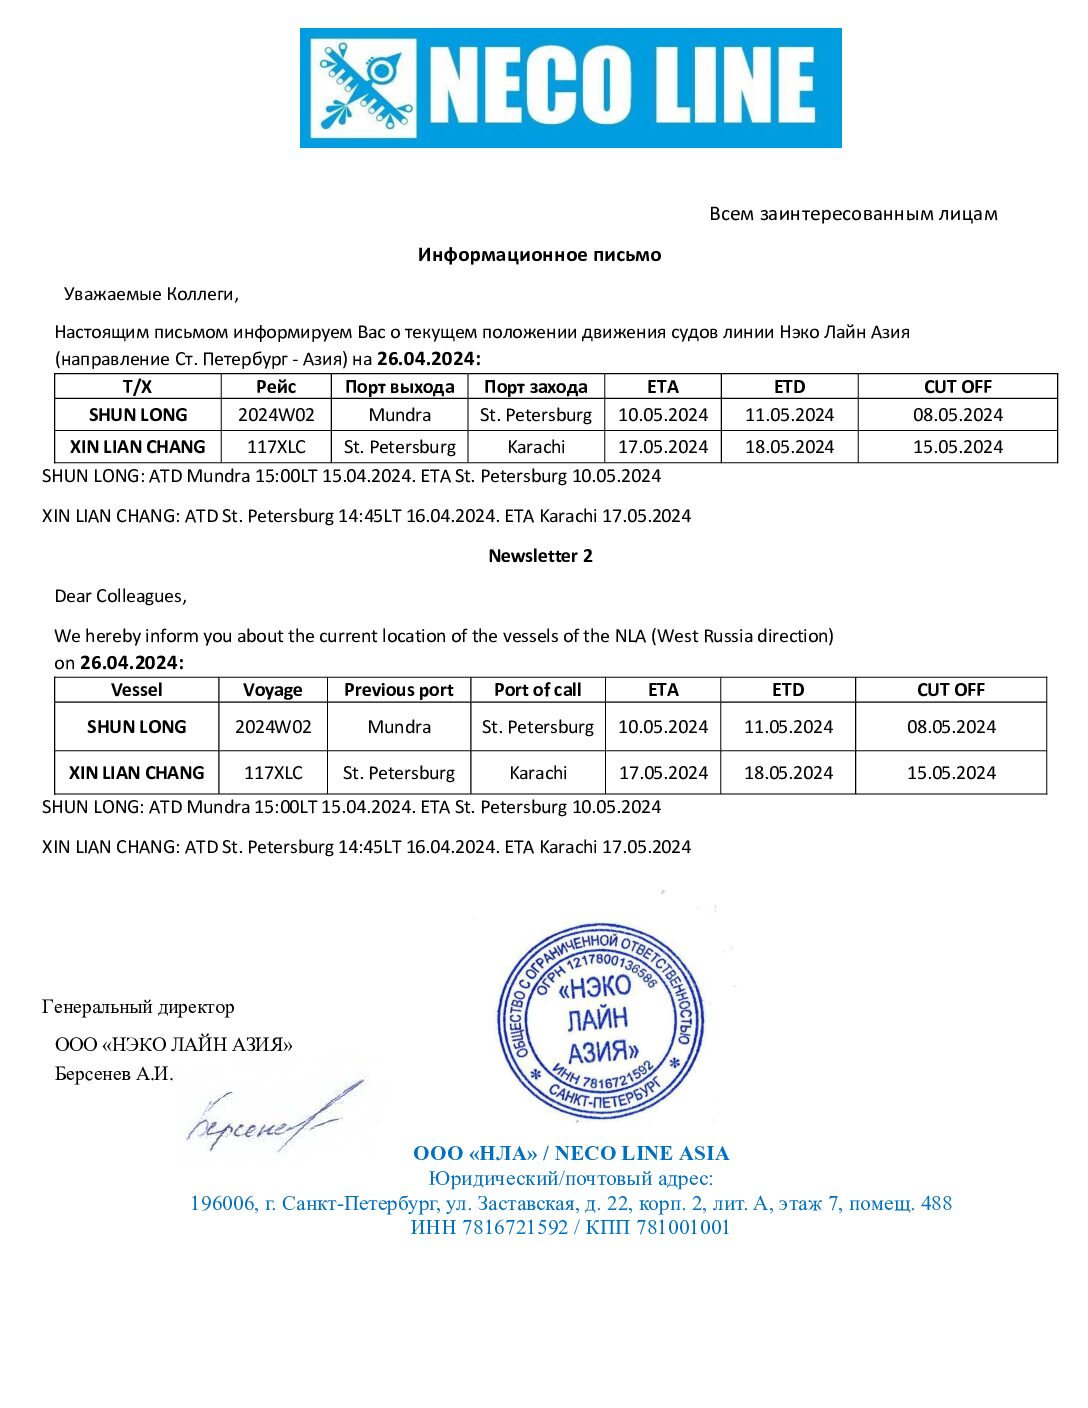 NECO LINE
Всем заинтересованным лицам
Информационное письмо
Уважаемые Коллеги,
Настоящим письмом информируем Вас о текущем положении движения судов линии Нэко Лайн Азия
(направление Ст. Петербург - Азия) на 26.04.2024:
Т/Х Рейс Порт выхода Порт захода ETA ETD CUT OFF
SHUN LONG 2024W02 Mundra St. Petersburg 10.05.2024 11.05.2024 08.05.2024
XIN LIAN CHANG 117XLC St. Petersburg Karachi 17.05.2024 18.05.2024 15.05.2024
SHUN LONG: ATD Mundra 15:00LT 15.04.2024. ETA St. Petersburg 10.05.2024
XIN LIAN CHANG: ATD St. Petersburg 14:45LT 16.04.2024. ETA Karachi 17.05.2024
Newsletter 2
Dear Colleagues,
We hereby inform you about the current location of the vessels of the NLA (West Russia direction)
on 26.04.2024:
Vessel Voyage Previous port Port of call ETA ETD CUT OFF
SHUN LONG 2024W02 Mundra St. Petersburg 10.05.2024 11.05.2024 08.05.2024
XIN LIAN CHANG 117XLC St. Petersburg Karachi 17.05.2024 18.05.2024 15.05.2024
SHUN LONG: ATD Mundra 15:00LT 15.04.2024. ETA St. Petersburg 10.05.2024
XIN LIAN CHANG: ATD St. Petersburg 14:45LT 16.04.2024. ETA Karachi 17.05.2024
ОБЩЕСТВО С ОГРАНИЧЕННОЙ ОТВЕТСТВЕННОСТЬЮ
ОГРН 1217800136586
«НЭКО
ЛАЙН
АЗИЯ»
ИНН 7816721592
* САНКТ-ПЕТЕРБУРГ *
Генеральный директор
ООО «НЭКО ЛАЙН АЗИЯ»
Берсенев А.И.
Берсенев
ООО «НЛА» / NECO LINE ASIA
Юридический/почтовый адрес:
196006, г. Санкт-Петербург, ул. Заставская, д. 22, корп. 2, лит. А, этаж 7, помещ. 488
ИНН 7816721592 / КПП 781001001